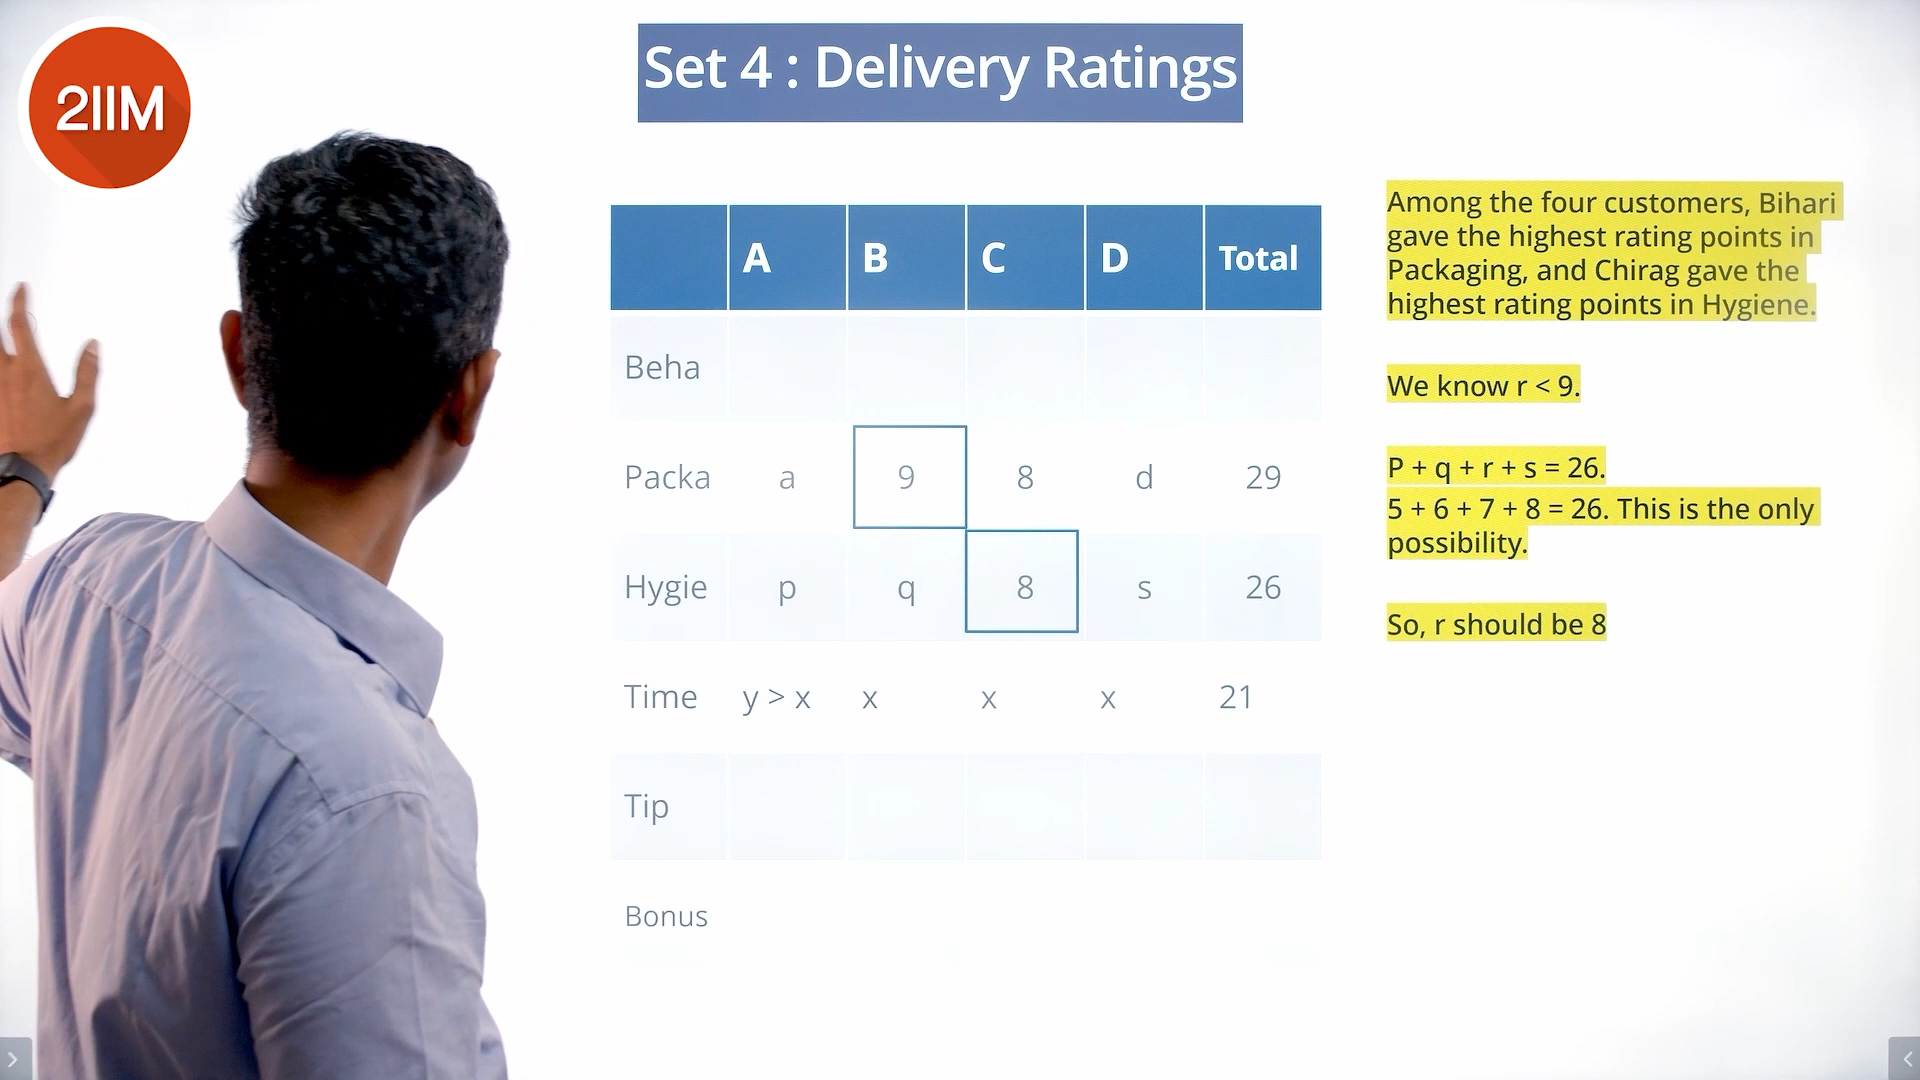 2IIM
Set 4 : Delivery Ratings
A B C D Total
Beha
Packa a 9 8 d 29
Hygie p q 8 s 26
Time y > x x x x 21
Tip
Bonus
Among the four customers, Bihari
gave the highest rating points in
Packaging, and Chirag gave the
highest rating points in Hygiene.
We know r < 9.
P + q + r + s = 26.
5 + 6 + 7 + 8 = 26. This is the only
possibility.
So, r should be 8